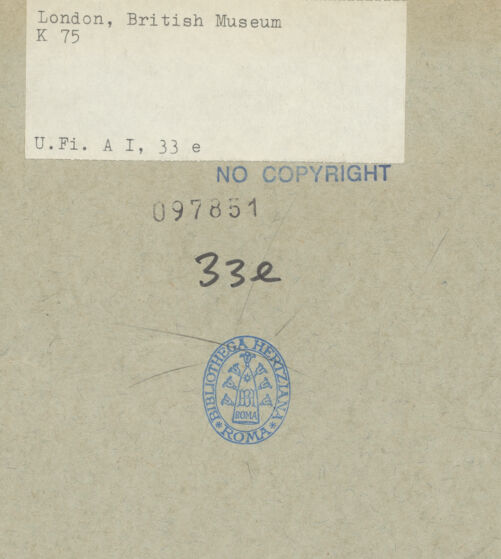 London, British Museum
K 75
U.Fi. A I, 33 e
NO COPYRIGHT
097851
33e
BIBLIOTHECA HERTZIANA
ROMA
* ROMA *